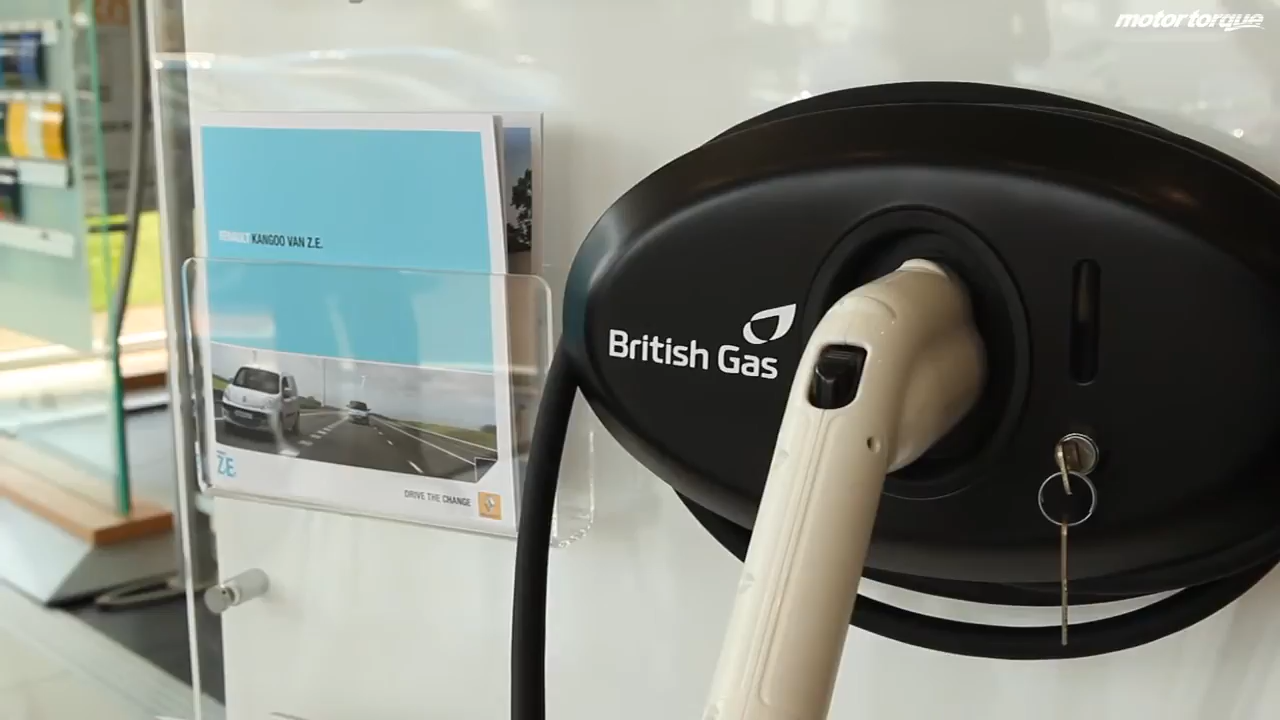 motortorque
RENAULT KANGOO VAN Z.E.
British Gas
Z.E.
DRIVE THE CHANGE